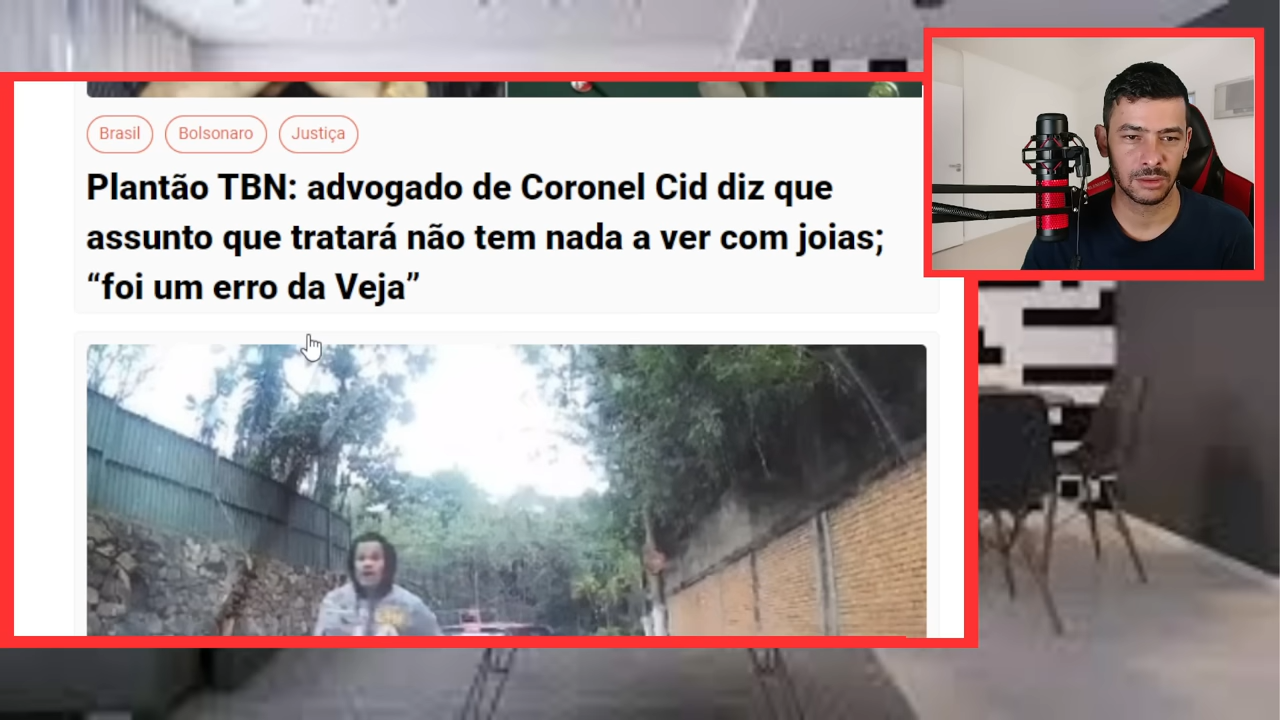 Brasil Bolsonaro Justiça
Plantão TBN: advogado de Coronel Cid diz que
assunto que tratará não tem nada a ver com joias;
“foi um erro da Veja”